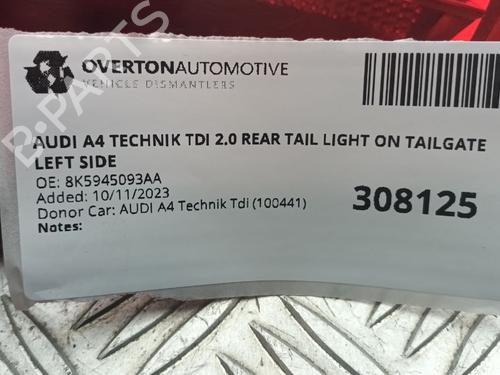 OVERTONAUTOMOTIVE
VEHICLE DISMANTLERS
AUDI A4 TECHNIK TDI 2.0 REAR TAIL LIGHT ON TAILGATE
LEFT SIDE
OE: 8K5945093AA
Added: 10/11/2023
Donor Car: AUDI A4 Technik Tdi (100441)
Notes:
308125
B-PARTS